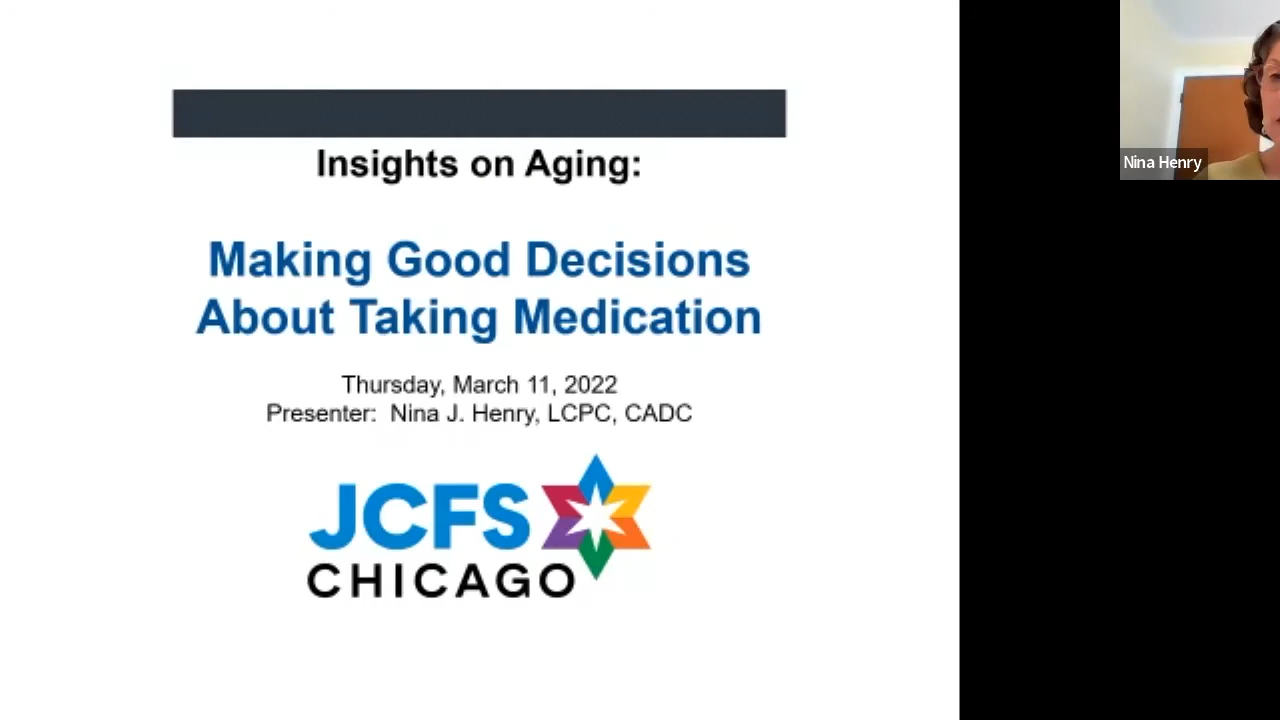 Insights on Aging:
Making Good Decisions
About Taking Medication
Thursday, March 11, 2022
Presenter:  Nina J. Henry, LCPC, CADC
JCFS
CHICAGO
Nina Henry